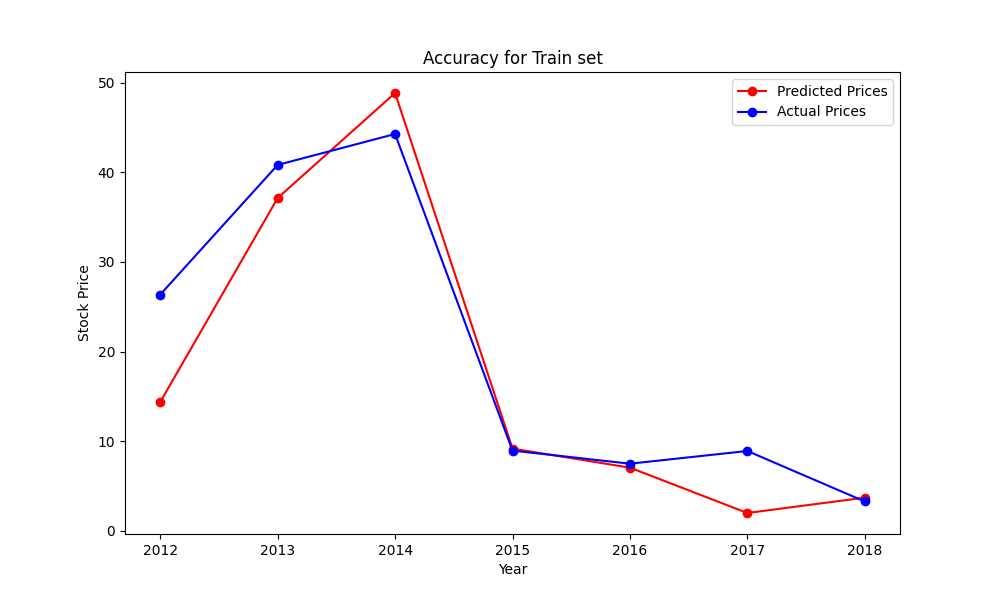 Accuracy for Train set
Predicted Prices
Actual Prices
Stock Price
50
40
30
20
10
0
2012 2013 2014 2015 2016 2017 2018
Year